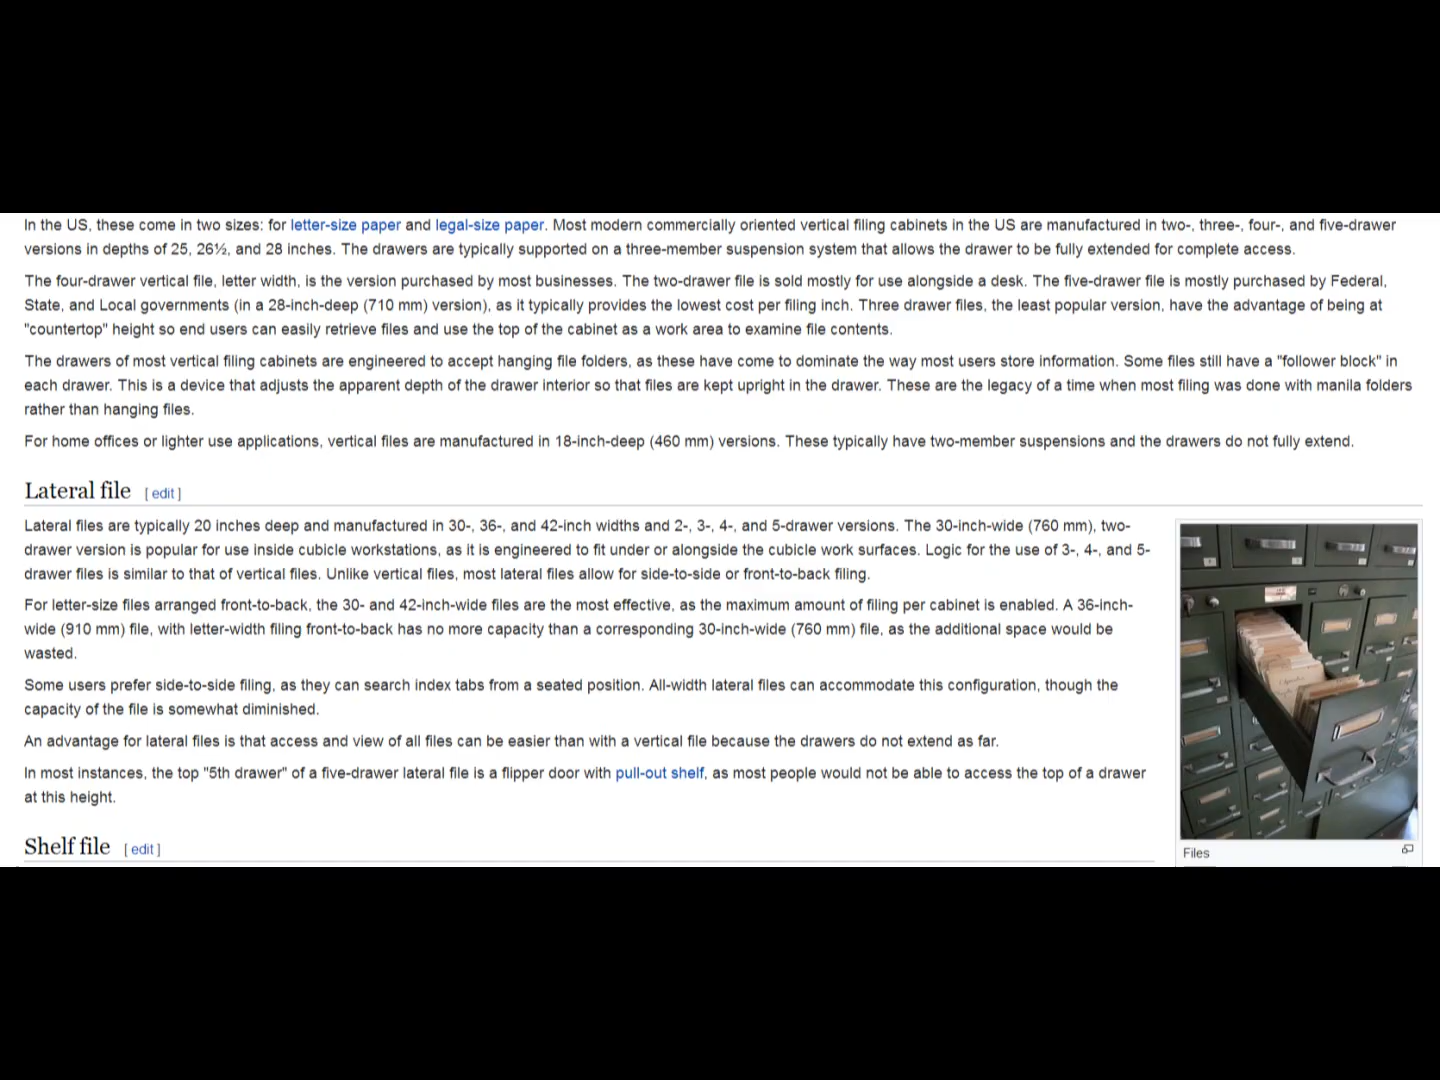 In the US, these come in two sizes: for letter-size paper and legal-size paper. Most modern commercially oriented vertical filing cabinets in the US are manufactured in two-, three-, four-, and five-drawer
versions in depths of 25, 26½, and 28 inches. The drawers are typically supported on a three-member suspension system that allows the drawer to be fully extended for complete access.
The four-drawer vertical file, letter width, is the version purchased by most businesses. The two-drawer file is sold mostly for use alongside a desk. The five-drawer file is mostly purchased by Federal,
State, and Local governments (in a 28-inch-deep (710 mm) version), as it typically provides the lowest cost per filing inch. Three drawer files, the least popular version, have the advantage of being at
"countertop" height so end users can easily retrieve files and use the top of the cabinet as a work area to examine file contents.
The drawers of most vertical filing cabinets are engineered to accept hanging file folders, as these have come to dominate the way most users store information. Some files still have a "follower block" in
each drawer. This is a device that adjusts the apparent depth of the drawer interior so that files are kept upright in the drawer. These are the legacy of a time when most filing was done with manila folders
rather than hanging files.
For home offices or lighter use applications, vertical files are manufactured in 18-inch-deep (460 mm) versions. These typically have two-member suspensions and the drawers do not fully extend.
Lateral file [ edit ]
Lateral files are typically 20 inches deep and manufactured in 30-, 36-, and 42-inch widths and 2-, 3-, 4-, and 5-drawer versions. The 30-inch-wide (760 mm), two-
drawer version is popular for use inside cubicle workstations, as it is engineered to fit under or alongside the cubicle work surfaces. Logic for the use of 3-, 4-, and 5-
drawer files is similar to that of vertical files. Unlike vertical files, most lateral files allow for side-to-side or front-to-back filing.
For letter-size files arranged front-to-back, the 30- and 42-inch-wide files are the most effective, as the maximum amount of filing per cabinet is enabled. A 36-inch-
wide (910 mm) file, with letter-width filing front-to-back has no more capacity than a corresponding 30-inch-wide (760 mm) file, as the additional space would be
wasted.
Some users prefer side-to-side filing, as they can search index tabs from a seated position. All-width lateral files can accommodate this configuration, though the
capacity of the file is somewhat diminished.
An advantage for lateral files is that access and view of all files can be easier than with a vertical file because the drawers do not extend as far.
In most instances, the top "5th drawer" of a five-drawer lateral file is a flipper door with pull-out shelf, as most people would not be able to access the top of a drawer
at this height.
Files
Shelf file [ edit ]